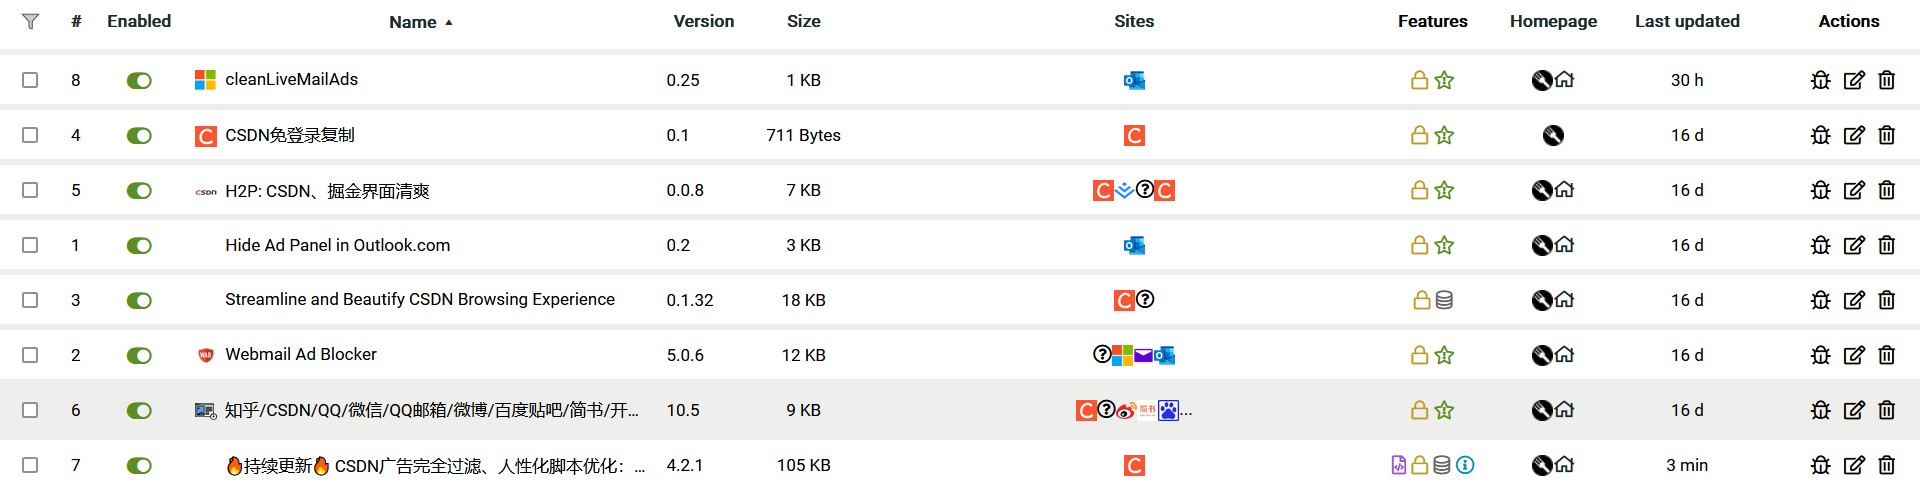 # Enabled Name Version Size Sites Features Homepage Last updated Actions
8 cleanLiveMailAds 0.25 1 KB 30 h
4 CSDN免登录复制 0.1 711 Bytes 16 d
5 H2P: CSDN、掘金界面清爽 0.0.8 7 KB 16 d
1 Hide Ad Panel in Outlook.com 0.2 3 KB 16 d
3 Streamline and Beautify CSDN Browsing Experience 0.1.32 18 KB 16 d
2 Webmail Ad Blocker 5.0.6 12 KB 16 d
6 知乎/CSDN/QQ/微信/QQ邮箱/微博/百度贴吧/简书/开... 10.5 9 KB ... 16 d
7 🔥持续更新🔥 CSDN广告完全过滤、人性化脚本优化：... 4.2.1 105 KB 3 min